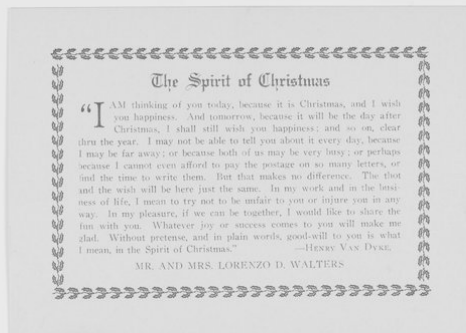 The Spirit of Christmas
"I AM thinking of you today, because it is Christmas, and I wish
you happiness. And tomorrow, because it will be the day after
Christmas, I shall still wish you happiness; and so on, clear
thru the year. I may not be able to tell you about it every day, because
I may be far away; or because both of us may be very busy; or perhaps
because I cannot even afford to pay the postage on so many letters, or
find the time to write them. But that makes no difference. The thot
and the wish will be here just the same. In my work and in the busi-
ness of life, I mean to try not to be unfair to you or injure you in any
way. In my pleasure, if we can be together, I would like to share the
fun with you. Whatever joy or success comes to you will make me
glad. Without pretense, and in plain words, good-will to you is what
I mean, in the Spirit of Christmas." —HENRY VAN DYKE.
MR. AND MRS. LORENZO D. WALTERS